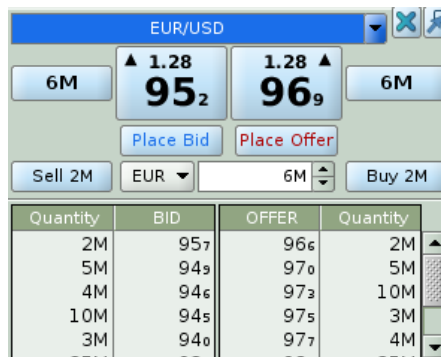 EUR/USD
▲ 1.28 1.28 ▲
6M 95₂ 96₉ 6M
Place Bid Place Offer
Sell 2M EUR 6M Buy 2M
Quantity BID OFFER Quantity
2M 95₇ 96₆ 2M
5M 94₉ 97₀ 5M
4M 94₆ 97₃ 10M
10M 94₅ 97₅ 3M
3M 94₀ 97₇ 4M